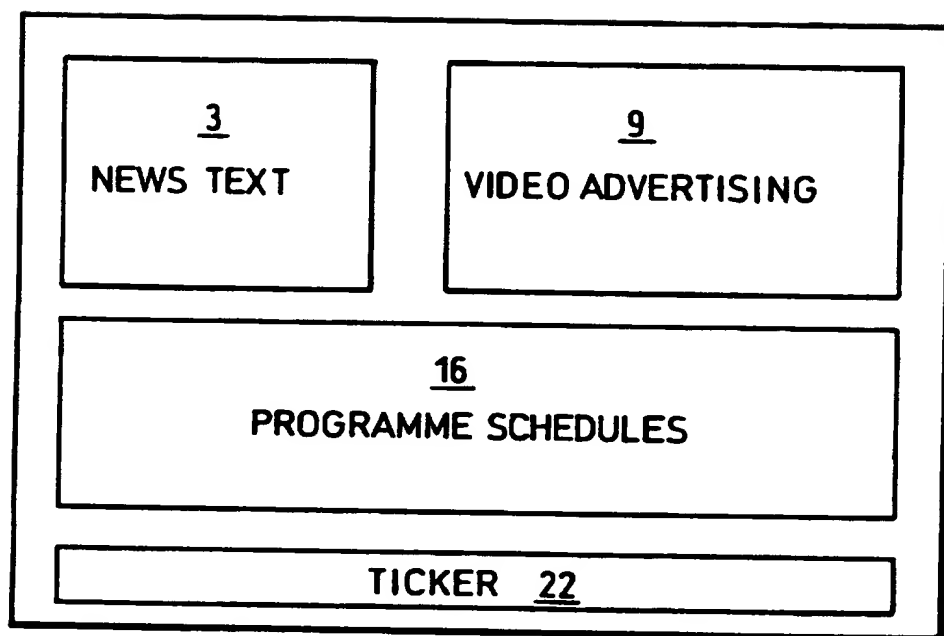 3
NEWS TEXT
9
VIDEO ADVERTISING
16
PROGRAMME SCHEDULES
TICKER 22